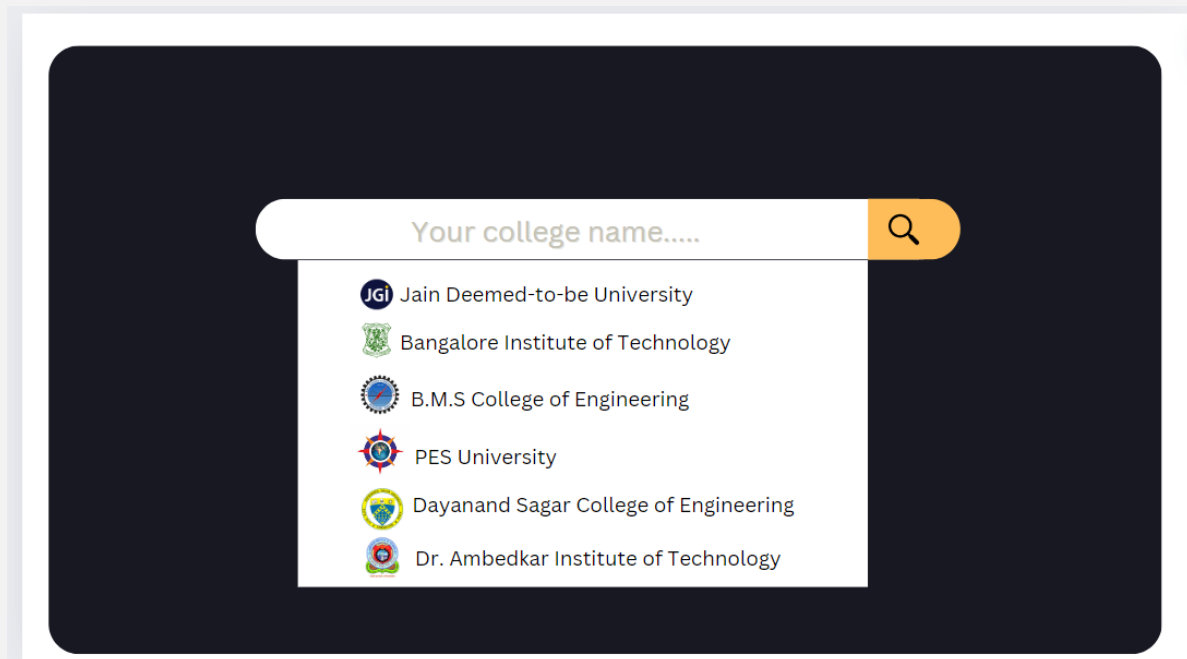 Your college name.....
JGi Jain Deemed-to-be University
Bangalore Institute of Technology
B.M.S College of Engineering
PES University
Dayanand Sagar College of Engineering
Dr. Ambedkar Institute of Technology